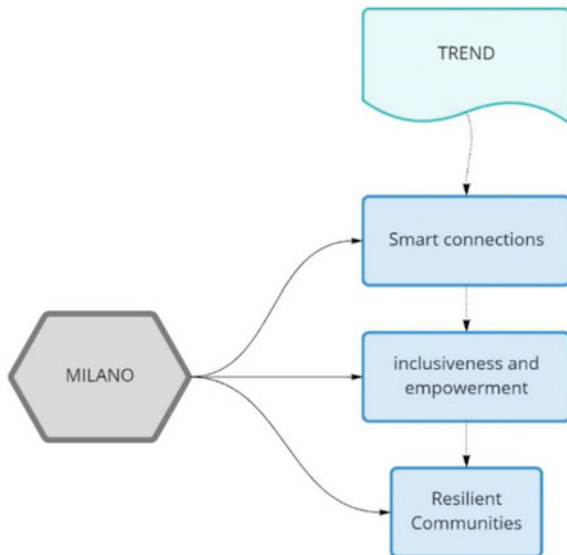 TREND
Smart connections
MILANO
inclusiveness and
empowerment
Resilient
Communities